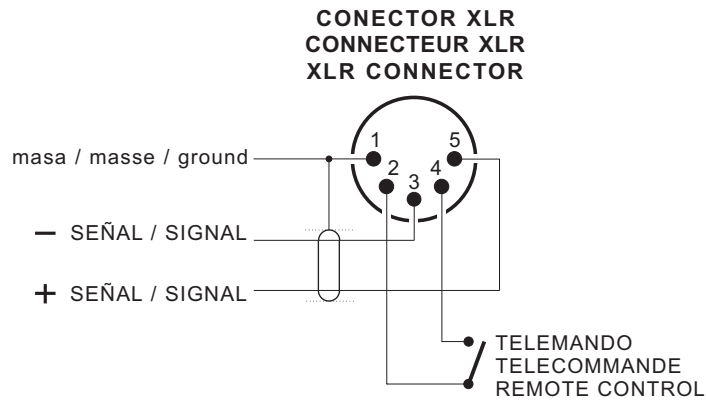 CONECTOR XLR
CONNECTEUR XLR
XLR CONNECTOR
1 5
2 3 4
masa / masse / ground
− SEÑAL / SIGNAL
+ SEÑAL / SIGNAL
TELEMANDO
TELECOMMANDE
REMOTE CONTROL